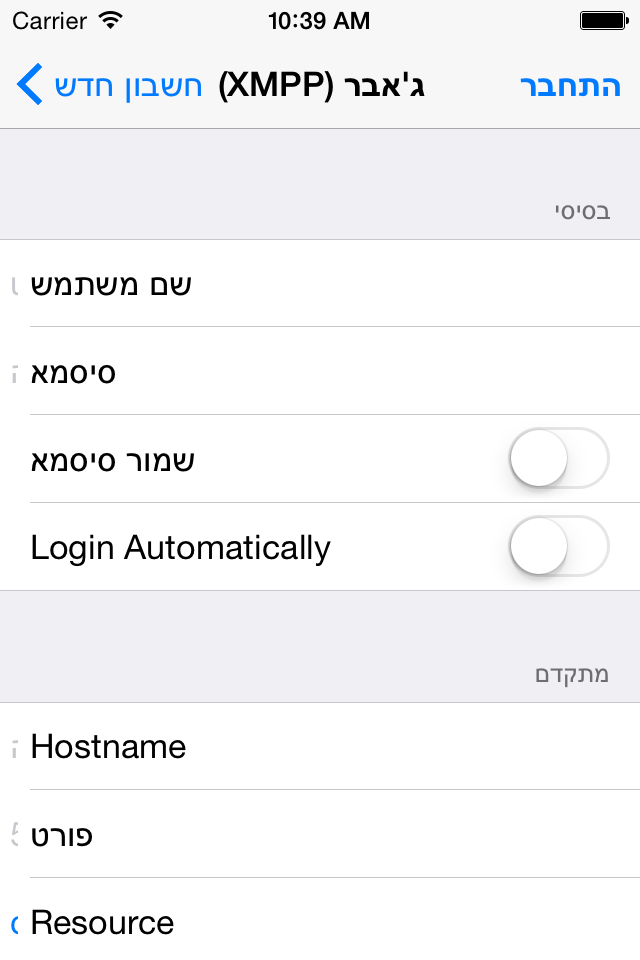 Carrier 10:39 AM
חשבון חדש ג'אבר (XMPP) התחבר
בסיסי
שם משתמש
סיסמא
שמור סיסמא
Login Automatically
מתקדם
Hostname
פורט
Resource